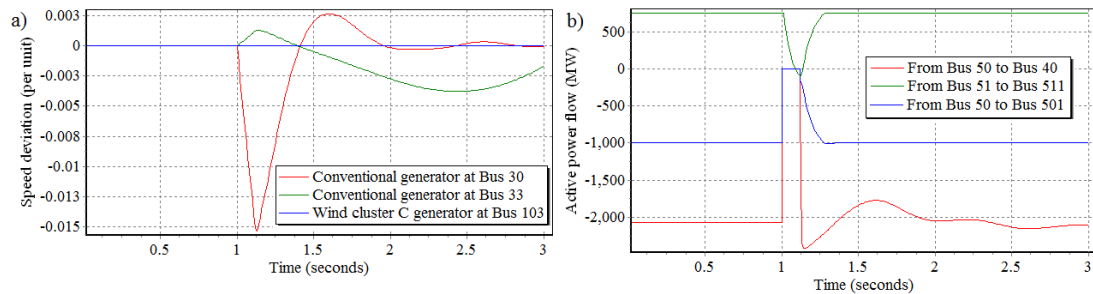 a)
Speed deviation (per unit)
0.003
0
-0.003
-0.005
-0.008
-0.01
-0.013
-0.015
Conventional generator at Bus 30
Conventional generator at Bus 33
Wind cluster C generator at Bus 103
0.5 1 1.5 2 2.5 3
Time (seconds)
b)
Active power flow (MW)
500
0
-500
-1,000
-1,500
-2,000
From Bus 50 to Bus 40
From Bus 51 to Bus 511
From Bus 50 to Bus 501
0.5 1 1.5 2 2.5 3
Time (seconds)